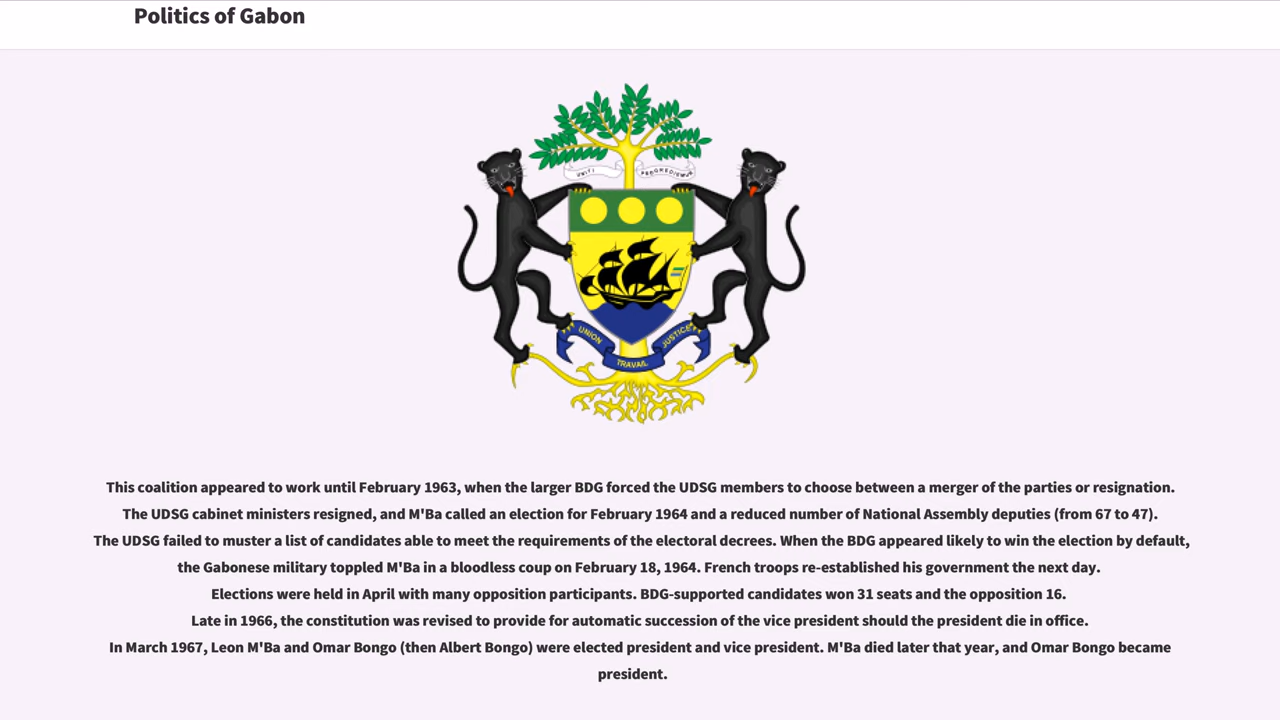 Politics of Gabon
UNITI PROGREDIEMUR
UNION
TRAVAIL
JUSTICE
This coalition appeared to work until February 1963, when the larger BDG forced the UDSG members to choose between a merger of the parties or resignation.
The UDSG cabinet ministers resigned, and M'Ba called an election for February 1964 and a reduced number of National Assembly deputies (from 67 to 47).
The UDSG failed to muster a list of candidates able to meet the requirements of the electoral decrees. When the BDG appeared likely to win the election by default,
the Gabonese military toppled M'Ba in a bloodless coup on February 18, 1964. French troops re-established his government the next day.
Elections were held in April with many opposition participants. BDG-supported candidates won 31 seats and the opposition 16.
Late in 1966, the constitution was revised to provide for automatic succession of the vice president should the president die in office.
In March 1967, Leon M'Ba and Omar Bongo (then Albert Bongo) were elected president and vice president. M'Ba died later that year, and Omar Bongo became
president.